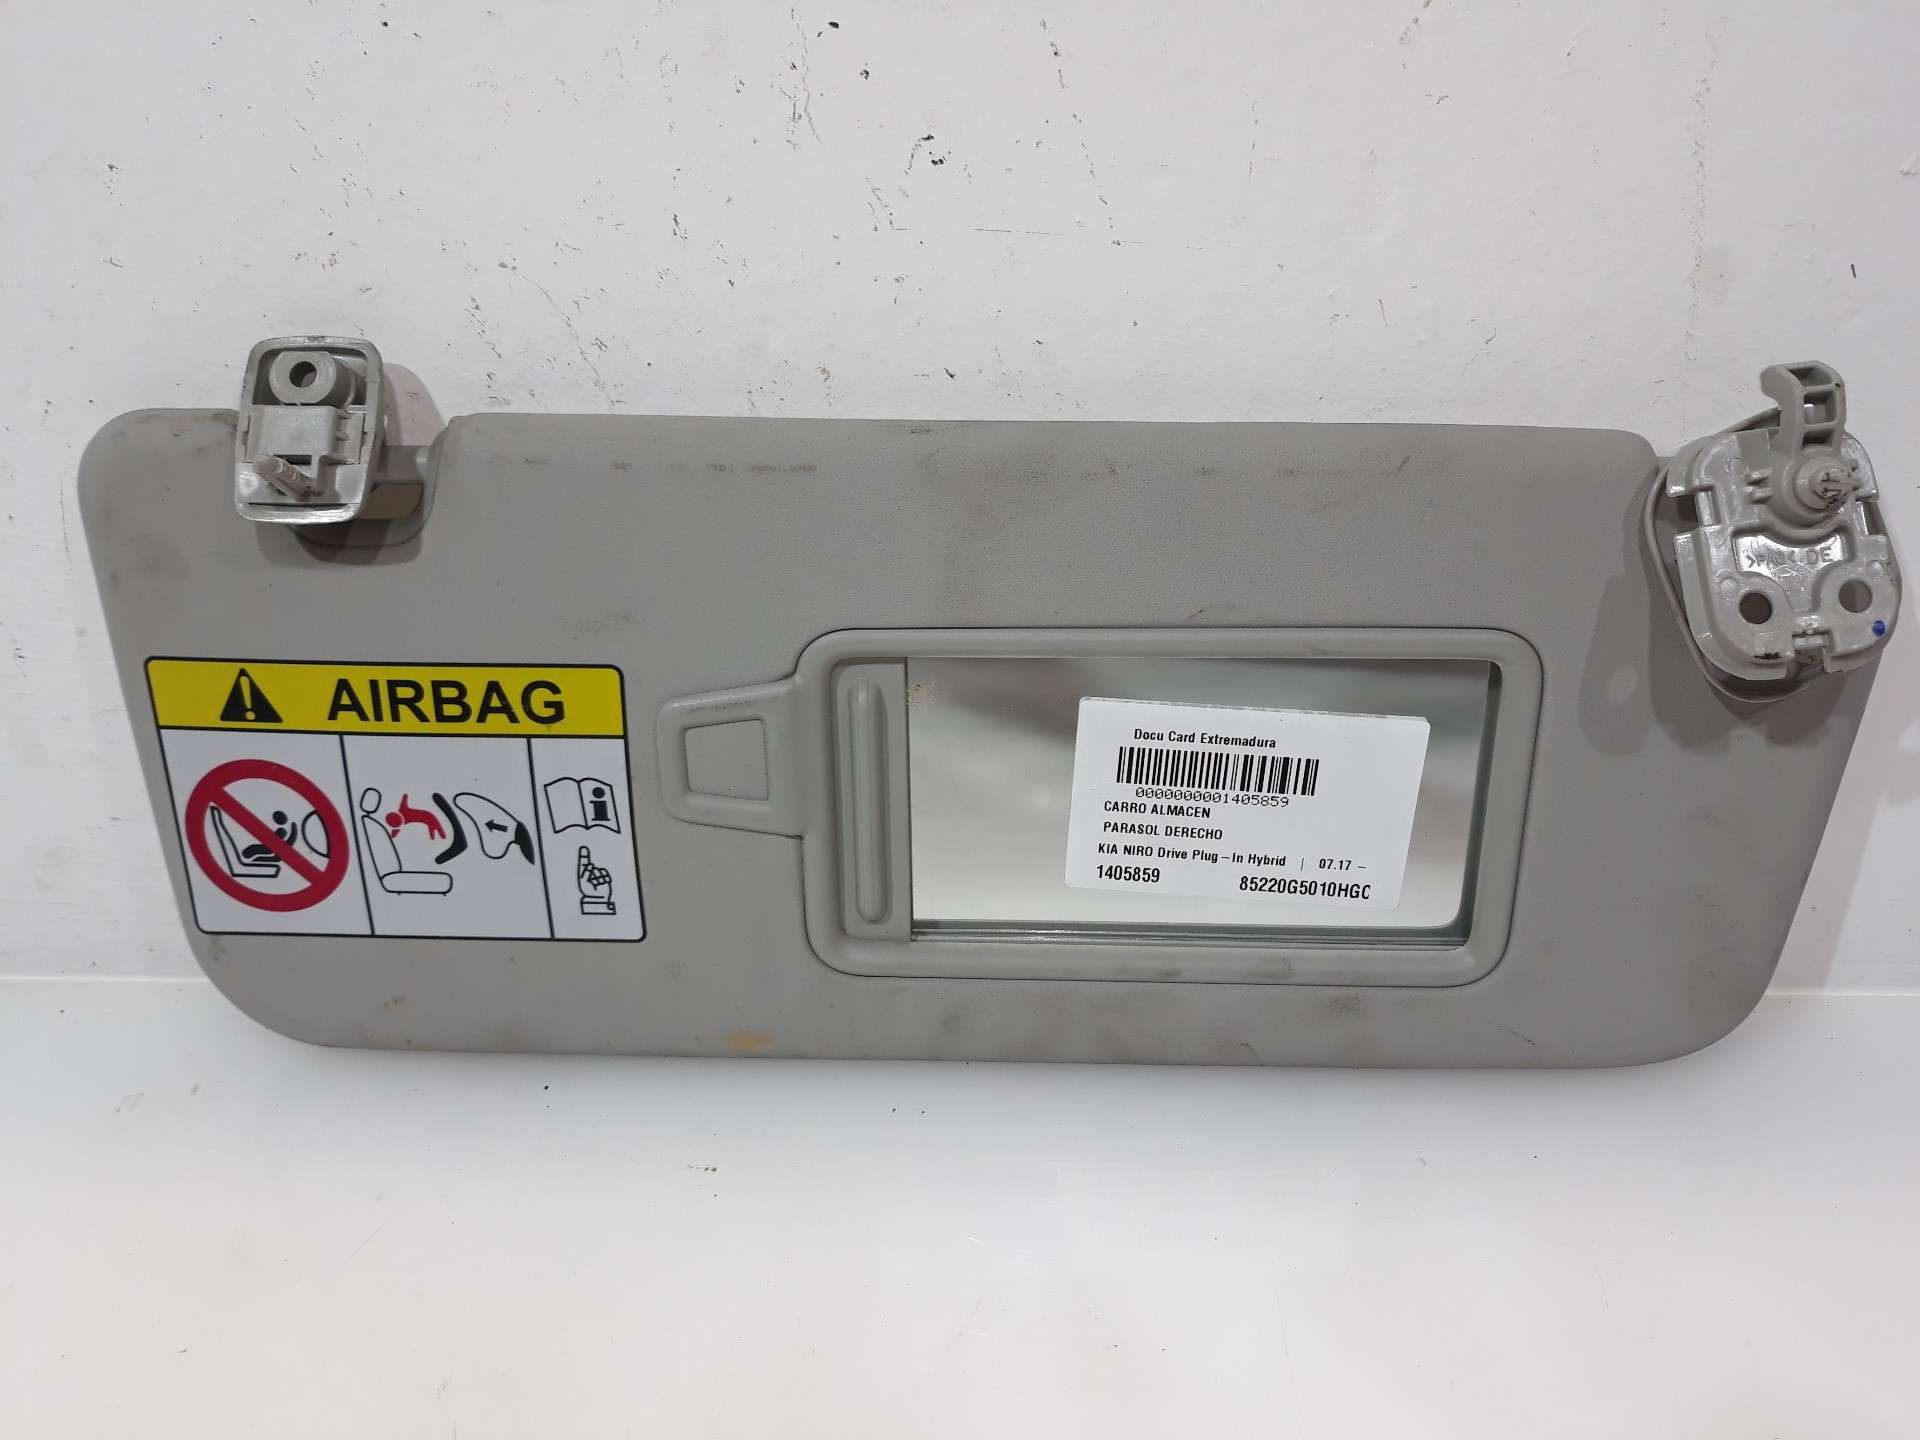 AIRBAG
i
Docu Card Extremadura
0000000001405859
CARRO ALMACEN
PARASOL DERECHO
KIA NIRO Drive Plug-In Hybrid | 07.17 -
1405859 85220G5010HGC
DE